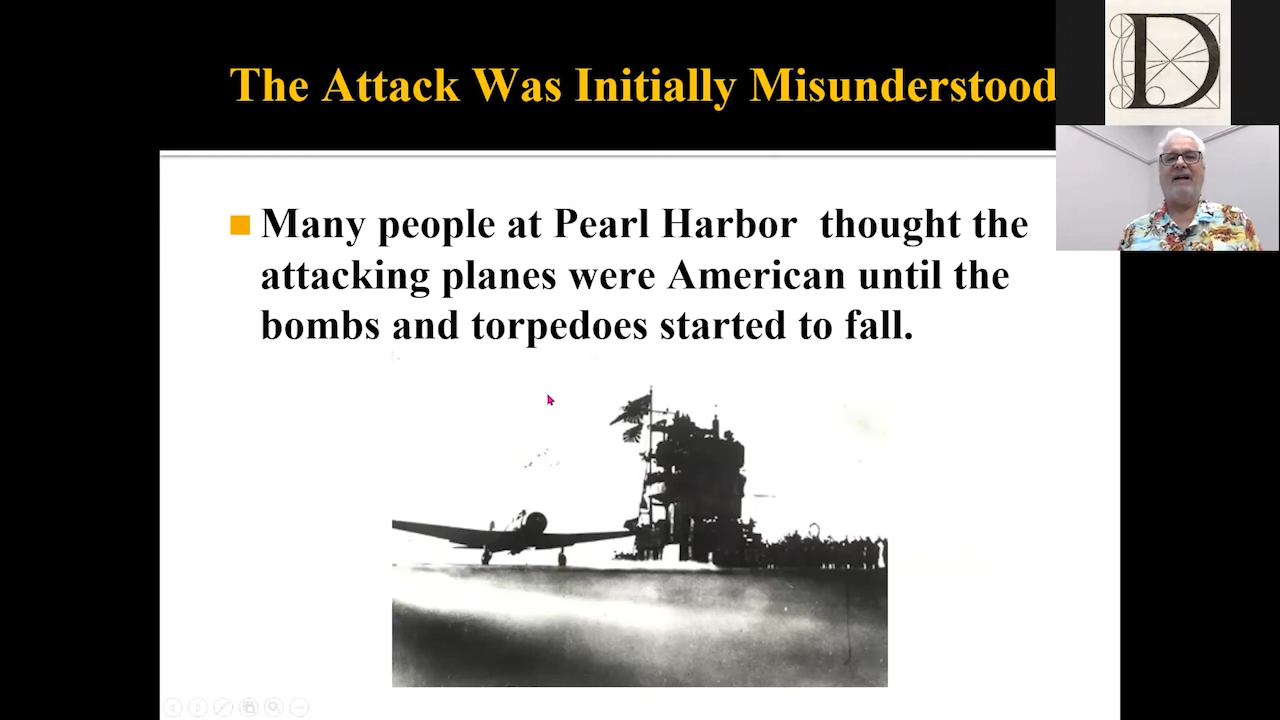 The Attack Was Initially Misunderstood
D
Many people at Pearl Harbor  thought the
attacking planes were American until the
bombs and torpedoes started to fall.